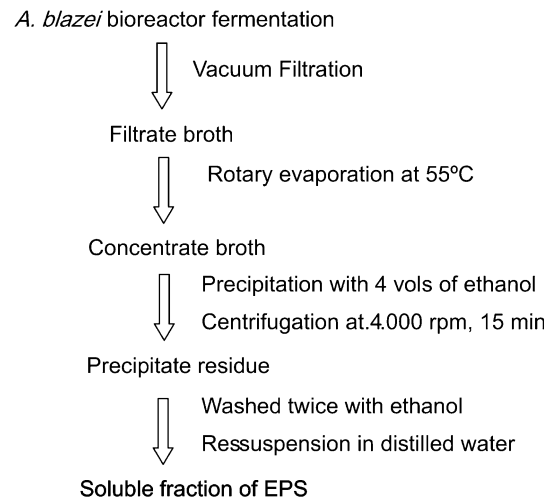 A. blazei bioreactor fermentation
Vacuum Filtration
Filtrate broth
Rotary evaporation at 55ºC
Concentrate broth
Precipitation with 4 vols of ethanol
Centrifugation at.4.000 rpm, 15 min
Precipitate residue
Washed twice with ethanol
Ressuspension in distilled water
Soluble fraction of EPS